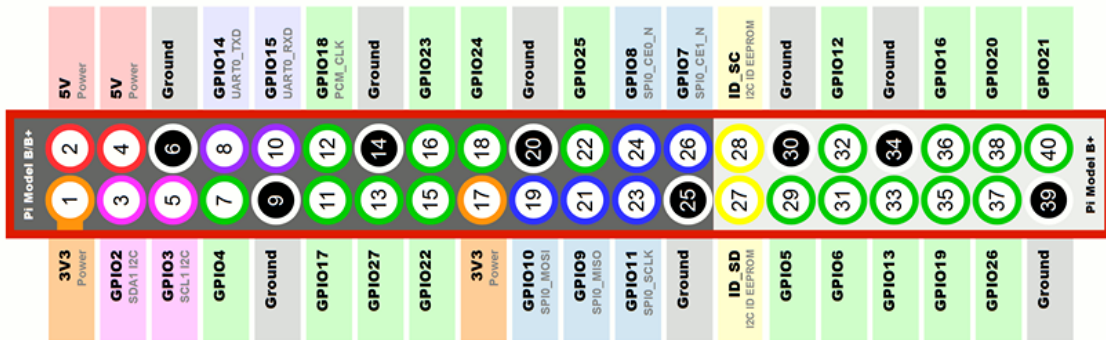 5V
Power
5V
Power
Ground
GPIO14
UART0_TXD
GPIO15
UART0_RXD
GPIO18
PCM_CLK
Ground
GPIO23
GPIO24
Ground
GPIO25
GPIO8
SPI0_CE0_N
GPIO7
SPI0_CE1_N
ID_SC
I2C ID EEPROM
Ground
GPIO12
Ground
GPIO16
GPIO20
GPIO21
Pi Model B/B+
2 4 6 8 10 12 14 16 18 20 22 24 26 28 30 32 34 36 38 40
1 3 5 7 9 11 13 15 17 19 21 23 25 27 29 31 33 35 37 39
Pi Model B+
3V3
Power
GPIO2
SDA1 I2C
GPIO3
SCL1 I2C
GPIO4
Ground
GPIO17
GPIO27
GPIO22
3V3
Power
GPIO10
SPI0_MOSI
GPIO9
SPI0_MISO
GPIO11
SPI0_SCLK
Ground
ID_SD
I2C ID EEPROM
GPIO5
GPIO6
GPIO13
GPIO19
GPIO26
Ground